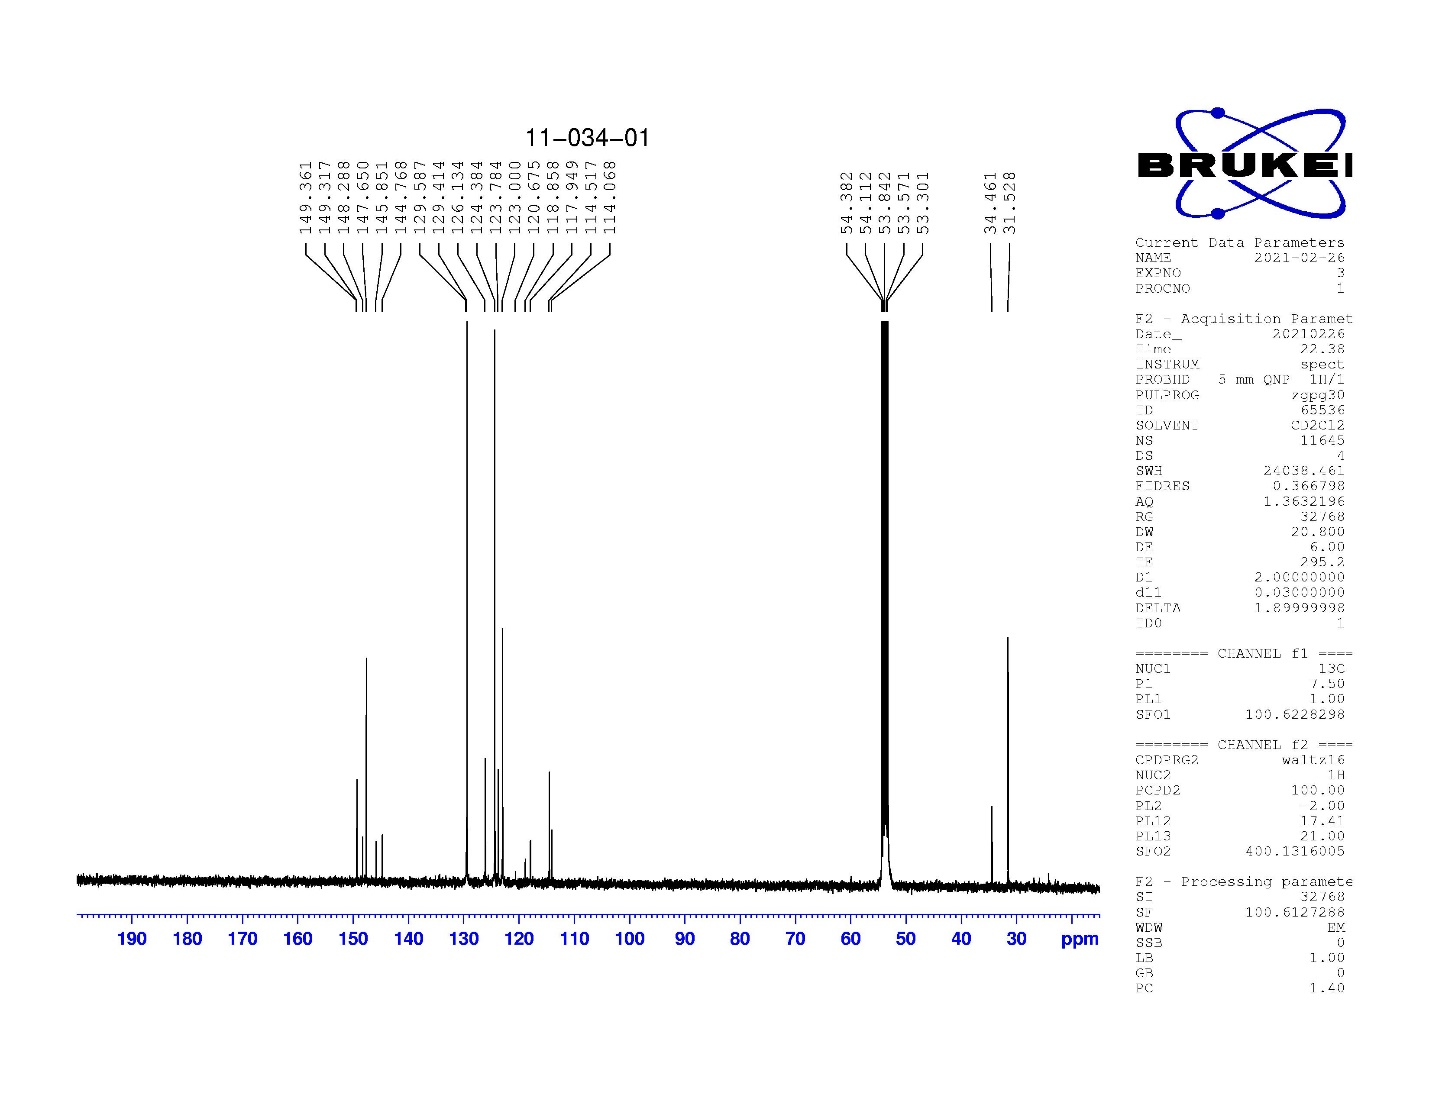 11-034-01
149.361
149.317
148.288
147.650
145.851
144.768
129.587
129.414
126.134
124.384
123.784
123.000
120.675
118.858
117.949
114.517
114.068
54.382
54.112
53.842
53.571
53.301
34.461
31.528
190 180 170 160 150 140 130 120 110 100 90 80 70 60 50 40 30 ppm
BRUKE
Current Data Parameters
NAME 2021-02-26
EXPNO 3
PROCNO 1
F2 - Acquisition Paramet
Date_ 20210226
Time 22.38
INSTRUM spect
PROBHD 5 mm QNP 1H/1
PULPROG zgpg30
TD 65536
SOLVENT CD2Cl2
NS 11645
DS 4
SWH 24038.461
FIDRES 0.366798
AQ 1.3632196
RG 32768
DW 20.800
DE 6.00
TE 295.2
D1 2.00000000
d11 0.03000000
DELTA 1.89999998
TD0 1
======== CHANNEL f1 ====
NUC1 13C
P1 7.50
PL1 1.00
SFO1 100.6228298
======== CHANNEL f2 ====
CPDPRG2 waltz16
NUC2 1H
PCPD2 100.00
PL2 -2.00
PL12 17.41
PL13 21.00
SFO2 400.1316005
F2 - Processing paramete
SI 32768
SF 100.6127288
WDW EM
SSB 0
LB 1.00
GB 0
PC 1.40